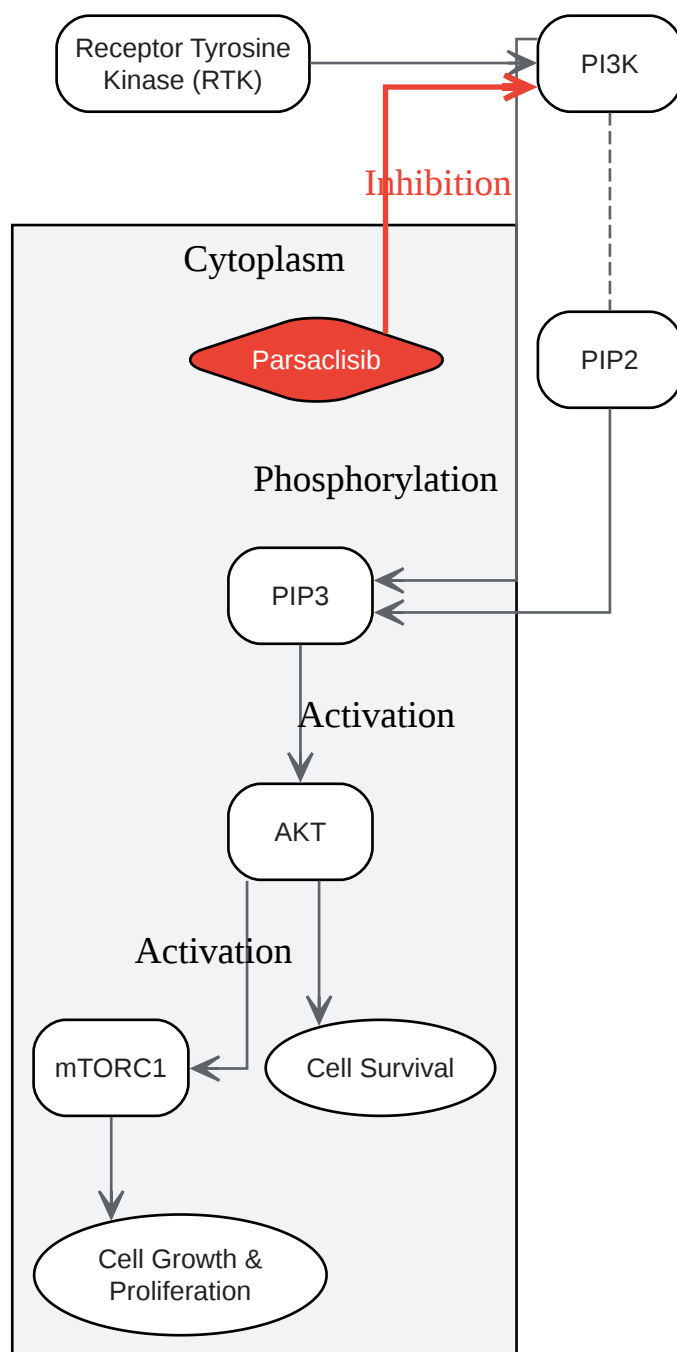 Receptor Tyrosine
Kinase (RTK)
PI3K
Inhibition
Cytoplasm
Parsaclisib
PIP2
Phosphorylation
PIP3
Activation
AKT
Activation
mTORC1
Cell Survival
Cell Growth &
Proliferation